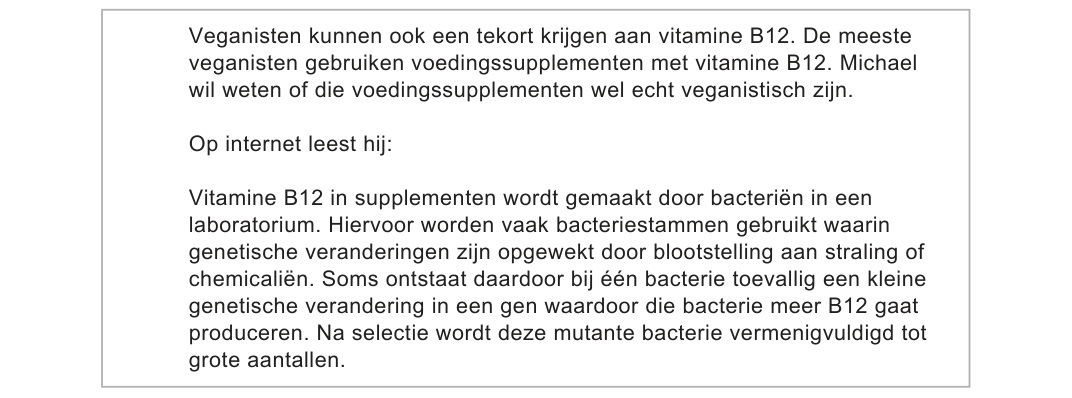 Veganisten kunnen ook een tekort krijgen aan vitamine B12. De meeste
veganisten gebruiken voedingssupplementen met vitamine B12. Michael
wil weten of die voedingssupplementen wel echt veganistisch zijn.
Op internet leest hij:
Vitamine B12 in supplementen wordt gemaakt door bacteriën in een
laboratorium. Hiervoor worden vaak bacteriestammen gebruikt waarin
genetische veranderingen zijn opgewekt door blootstelling aan straling of
chemicaliën. Soms ontstaat daardoor bij één bacterie toevallig een kleine
genetische verandering in een gen waardoor die bacterie meer B12 gaat
produceren. Na selectie wordt deze mutante bacterie vermenigvuldigd tot
grote aantallen.